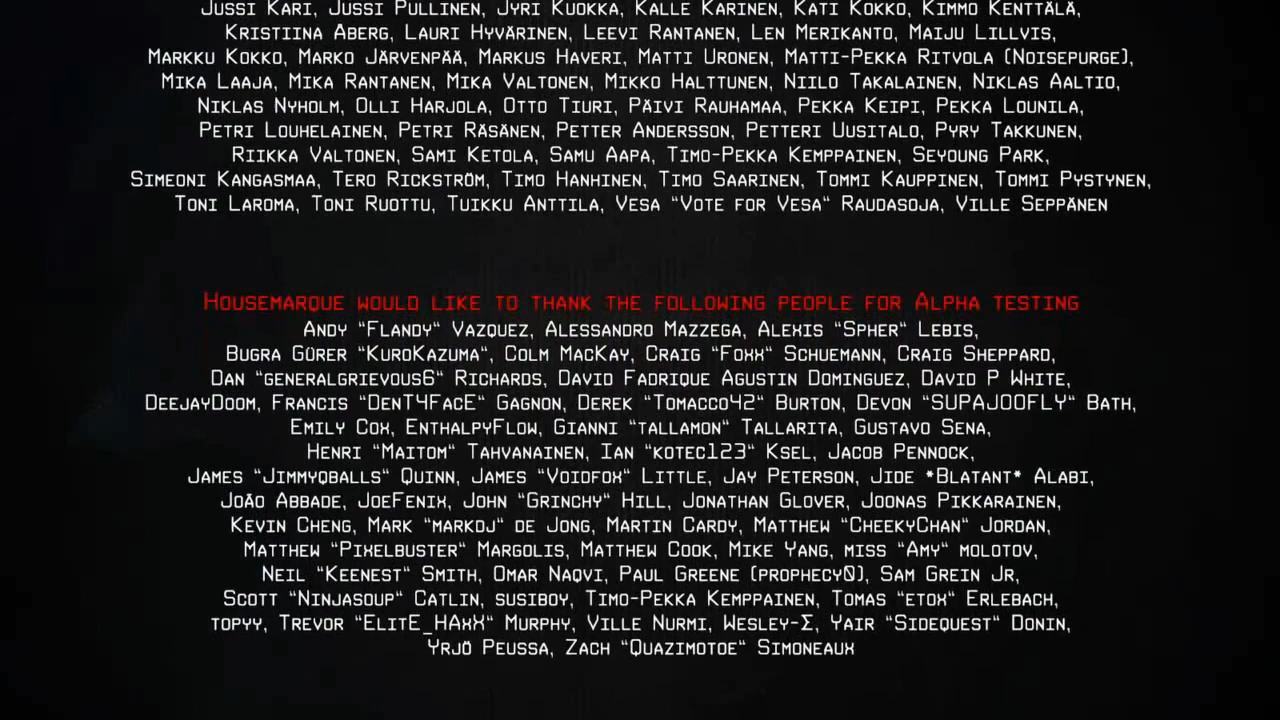 Jussi Kari, Jussi Pullinen, Jyri Kuokka, Kalle Karinen, Kati Kokko, Kimmo Kenttälä,
Kristiina Aberg, Lauri Hyvärinen, Leevi Rantanen, Len Merikanto, Maiju Lillvis,
Markku Kokko, Marko Järvenpää, Markus Haveri, Matti Uronen, Matti-Pekka Ritvola (Noisepurge),
Mika Laaja, Mika Rantanen, Mika Valtonen, Mikko Halttunen, Niilo Takalainen, Niklas Aaltio,
Niklas Nyholm, Olli Harjola, Otto Tiuri, Päivi Rauhamaa, Pekka Keipi, Pekka Lounila,
Petri Louhelainen, Petri Räsänen, Petter Andersson, Petteri Uusitalo, Pyry Takkunen,
Riikka Valtonen, Sami Ketola, Samu Aapa, Timo-Pekka Kemppainen, Seyoung Park,
Simeoni Kangasmaa, Tero Rickström, Timo Hanhinen, Timo Saarinen, Tommi Kauppinen, Tommi Pystynen,
Toni Laroma, Toni Ruottu, Tuikku Anttila, Vesa "Vote for Vesa" Raudasoja, Ville Seppänen
Housemarque would like to thank the following people for Alpha testing
Andy "Flandy" Vazquez, Alessandro Mazzega, Alexis "Spher" Lebis,
Bugra Gürer "KuroKazuma", Colm MacKay, Craig "Foxx" Schuemann, Craig Sheppard,
Dan "generalgrievous6" Richards, David Fadrique Agustin Dominguez, David P White,
DeejayDoom, Francis "DenT4FacE" Gagnon, Derek "Tomacco42" Burton, Devon "SUPAJOOFLY" Bath,
Emily Cox, EnthalpyFlow, Gianni "tallamon" Tallarita, Gustavo Sena,
Henri "Maitom" Tahvanainen, Ian "kotec123" Ksel, Jacob Pennock,
James "Jimmyqballs" Quinn, James "Voidfox" Little, Jay Peterson, Jide *Blatant* Alabi,
João Abbade, JoeFenix, John "Grinchy" Hill, Jonathan Glover, Joonas Pikkarainen,
Kevin Cheng, Mark "markdj" de Jong, Martin Cardy, Matthew "CheekyChan" Jordan,
Matthew "Pixelbuster" Margolis, Matthew Cook, Mike Yang, miss "Amy" molotov,
Neil "Keenest" Smith, Omar Naqvi, Paul Greene (prophecy0), Sam Grein Jr,
Scott "Ninjasoup" Catlin, susiboy, Timo-Pekka Kemppainen, Tomas "etox" Erlebach,
topyy, Trevor "ElitE_HAxX" Murphy, Ville Nurmi, Wesley-Σ, Yair "Sidequest" Donin,
Yrjö Peussa, Zach "Quazimotoe" Simoneaux